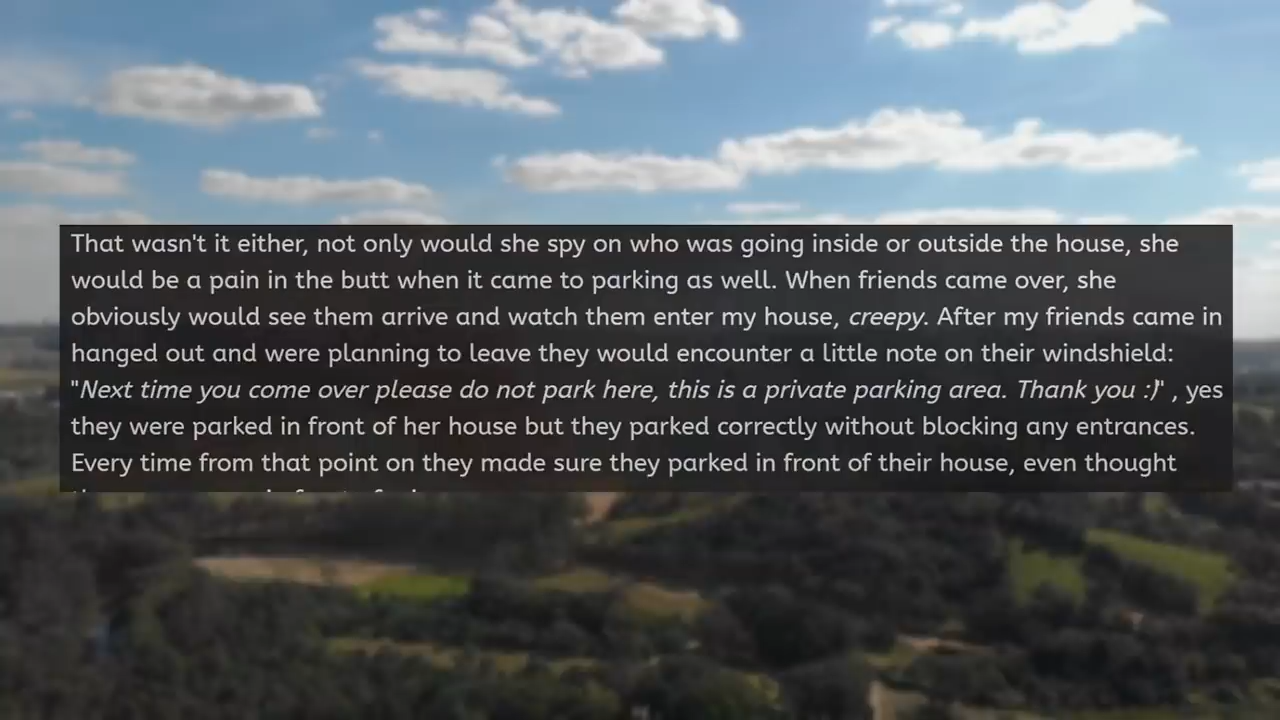 That wasn't it either, not only would she spy on who was going inside or outside the house, she
would be a pain in the butt when it came to parking as well. When friends came over, she
obviously would see them arrive and watch them enter my house, creepy. After my friends came in
hanged out and were planning to leave they would encounter a little note on their windshield:
"Next time you come over please do not park here, this is a private parking area. Thank you :)" , yes
they were parked in front of her house but they parked correctly without blocking any entrances.
Every time from that point on they made sure they parked in front of their house, even thought